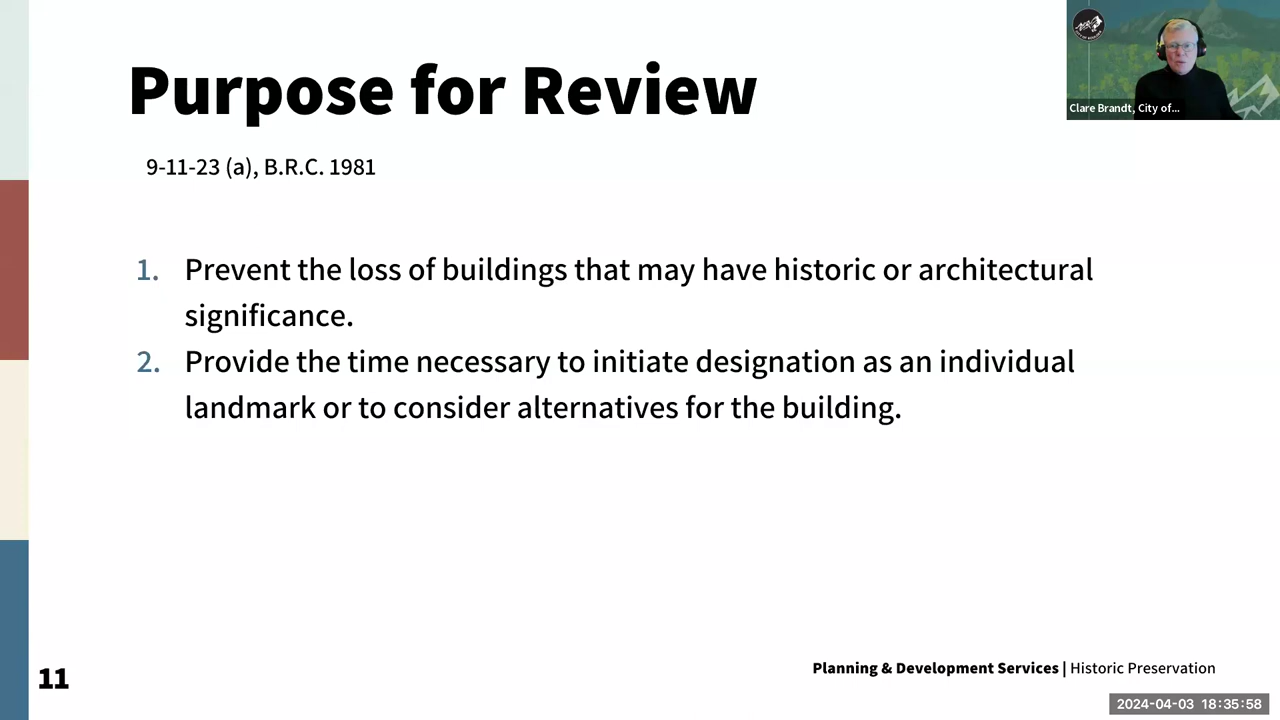 Purpose for Review
9-11-23 (a), B.R.C. 1981
1. Prevent the loss of buildings that may have historic or architectural
significance.
2. Provide the time necessary to initiate designation as an individual
landmark or to consider alternatives for the building.
11
Planning & Development Services | Historic Preservation
Clare Brandt, City of...
2024-04-03 18:35:58